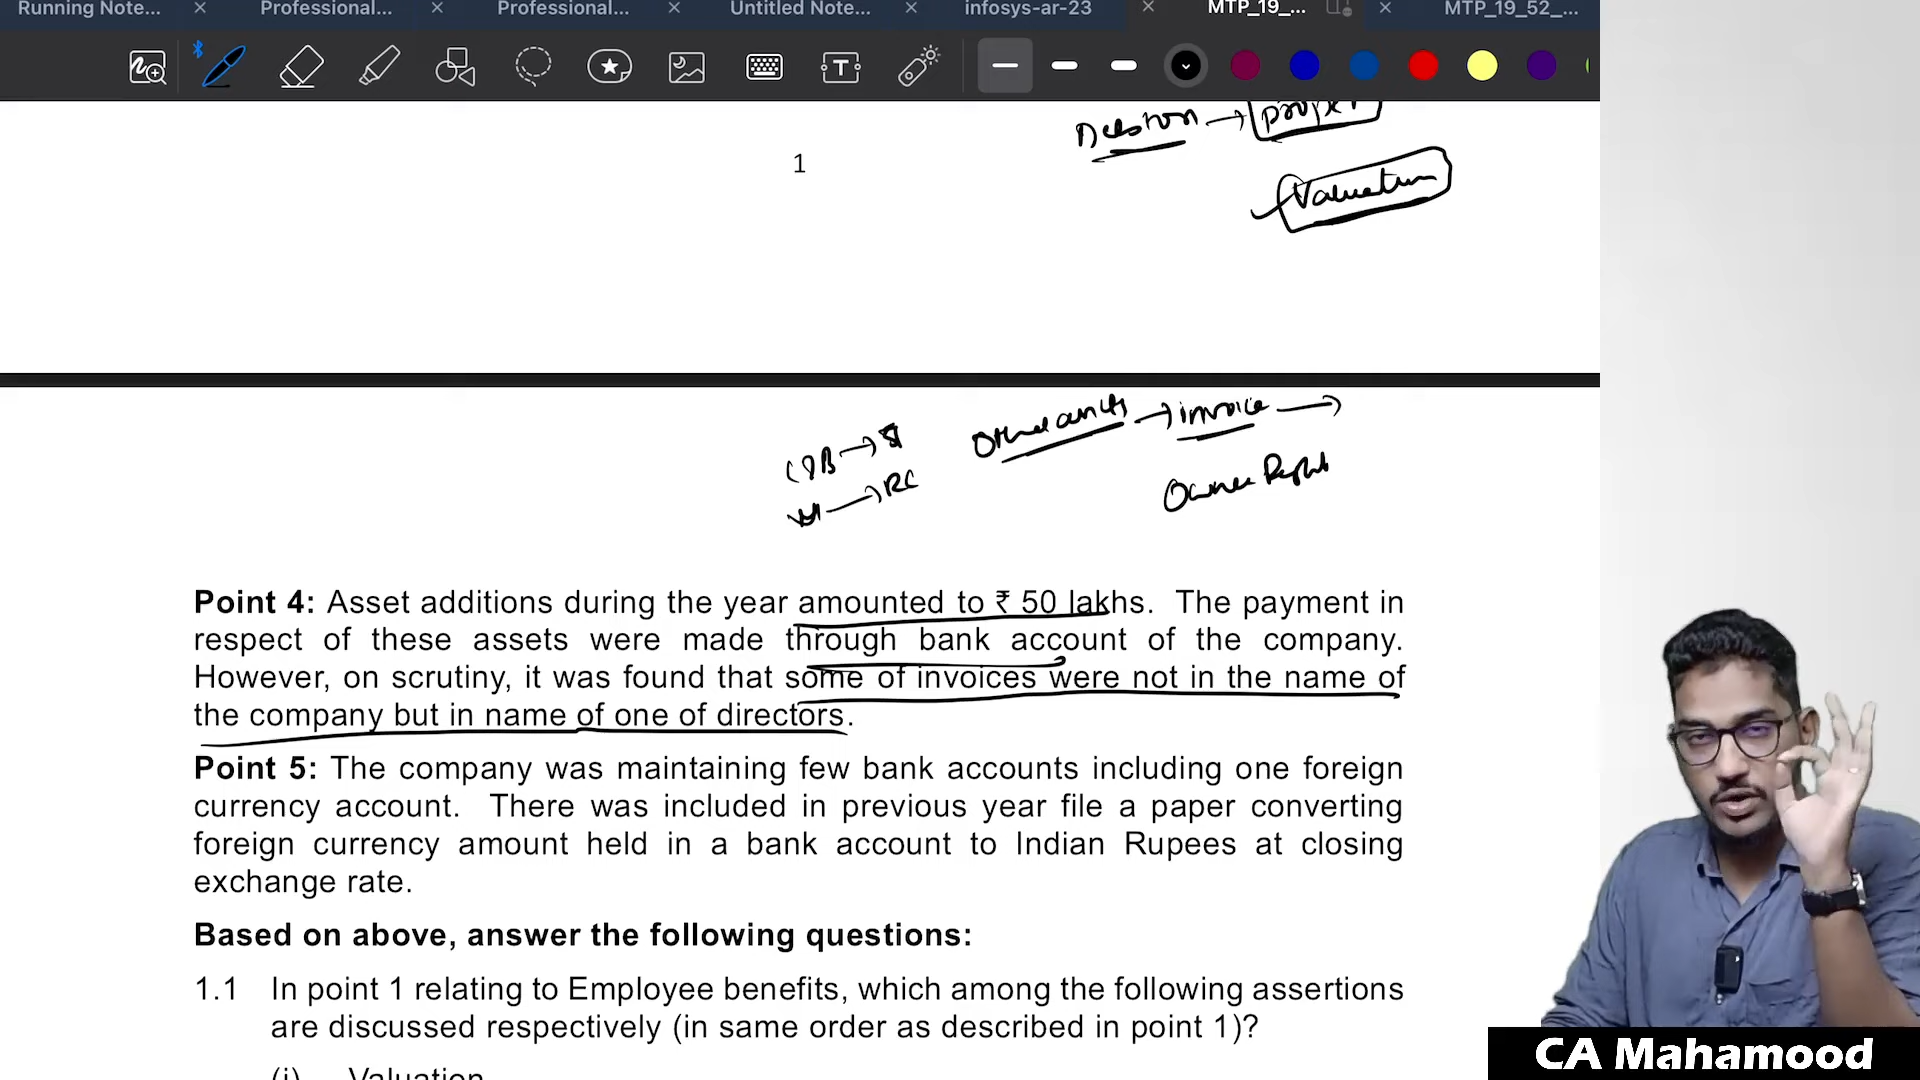 Running Note...
Professional...
Professional...
Untitled Note...
infosys-ar-23
MTP_19_...
MTP_19_52_...
T
1
Valuation
Other assets → invoice →
→ RC
Owner Right
Point 4: Asset additions during the year amounted to ₹ 50 lakhs. The payment in
respect of these assets were made through bank account of the company.
However, on scrutiny, it was found that some of invoices were not in the name of
the company but in name of one of directors.
Point 5: The company was maintaining few bank accounts including one foreign
currency account. There was included in previous year file a paper converting
foreign currency amount held in a bank account to Indian Rupees at closing
exchange rate.
Based on above, answer the following questions:
1.1 In point 1 relating to Employee benefits, which among the following assertions
are discussed respectively (in same order as described in point 1)?
(i) Valuation
CA Mahamood